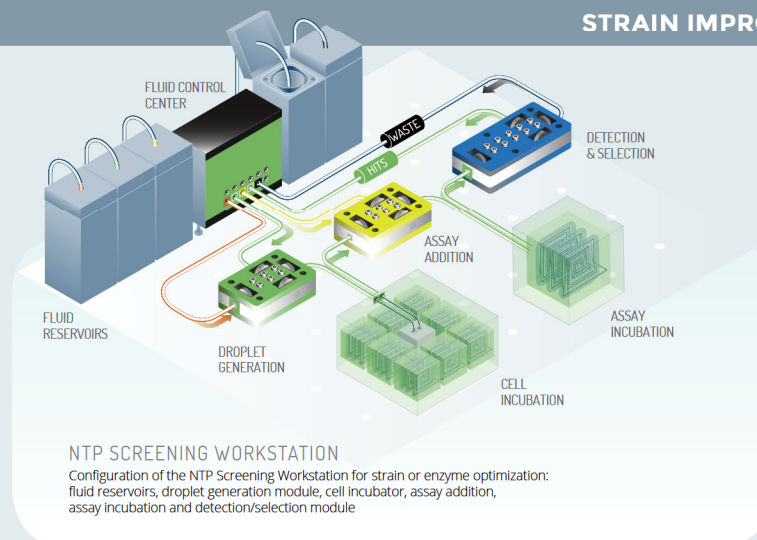 STRAIN IMPRO
FLUID CONTROL
CENTER
WASTE
HITS
DETECTION
& SELECTION
ASSAY
ADDITION
ASSAY
INCUBATION
FLUID
RESERVOIRS
DROPLET
GENERATION
CELL
INCUBATION
NTP SCREENING WORKSTATION
Configuration of the NTP Screening Workstation for strain or enzyme optimization:
fluid reservoirs, droplet generation module, cell incubator, assay addition,
assay incubation and detection/selection module